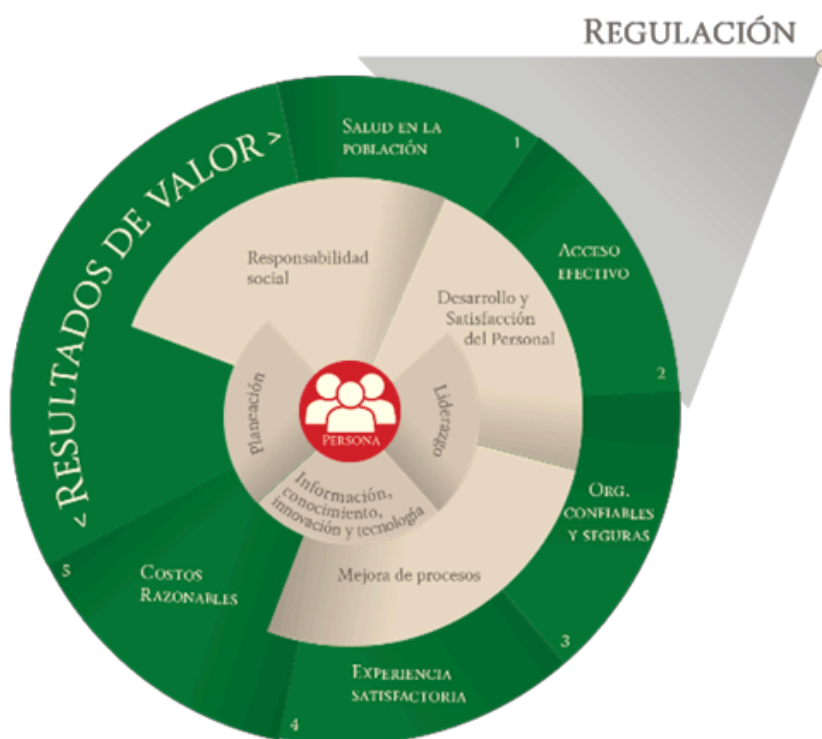 REGULACIÓN
< RESULTADOS DE VALOR >
SALUD EN LA
POBLACIÓN
1
ACCESO
EFECTIVO
2
ORG.
CONFIABLES
Y SEGURAS
3
EXPERIENCIA
SATISFACTORIA
4
COSTOS
RAZONABLES
5
Responsabilidad
social
Desarrollo y
Satisfacción
del Personal
Mejora de procesos
Planeación
Liderazgo
Información,
conocimiento,
innovación y tecnología
PERSONA